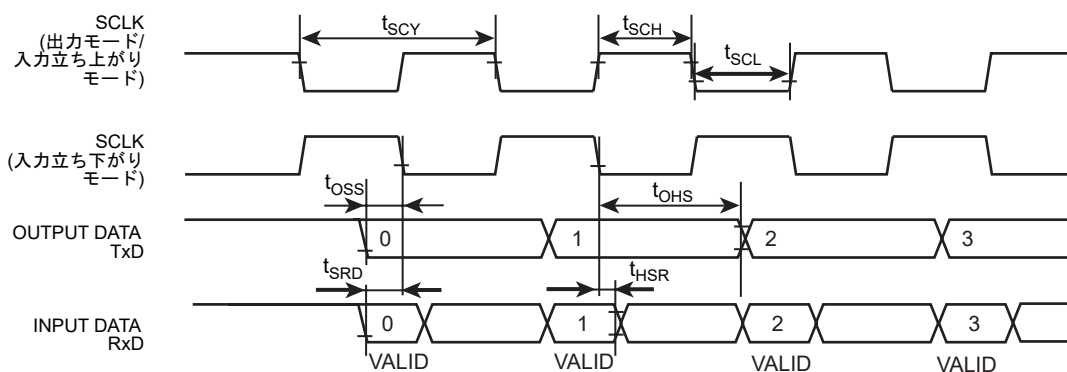 SCLK
(出力モード/
入力立ち上がり
モード)
tSCY
tSCH
tSCL
SCLK
(入力立ち下がり
モード)
tOSS
tOHS
OUTPUT DATA
TxD
0
1
2
3
tSRD
tHSR
INPUT DATA
RxD
0
1
2
3
VALID
VALID
VALID
VALID